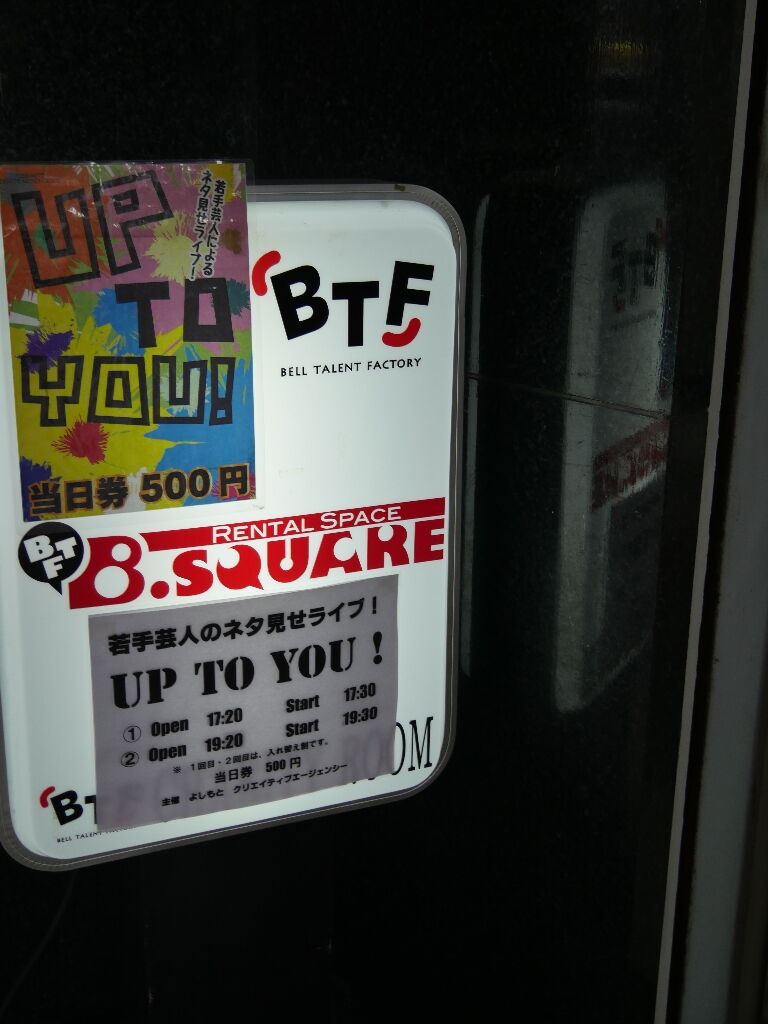 若手芸人による
ネタ見せライブ!
UP
TO
YOU!
当日券 500円
BTF
BELL TALENT FACTORY
BTF
RENTAL SPACE
B.SQUARE
若手芸人のネタ見せライブ！
UP TO YOU !
① Open 17:20 Start 17:30
② Open 19:20 Start 19:30
※ 1回目・2回目は、入れ替え制です。
当日券 500円
主催 よしもと クリエイティブエージェンシー
OOM
BT
BELL TALENT FACTO